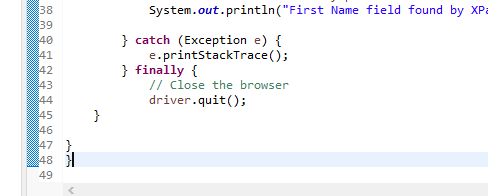 38 System.out.println("First Name field found by XPa
39
40 } catch (Exception e) {
41 e.printStackTrace();
42 } finally {
43 // Close the browser
44 driver.quit();
45 }
46
47 }
48 }
49